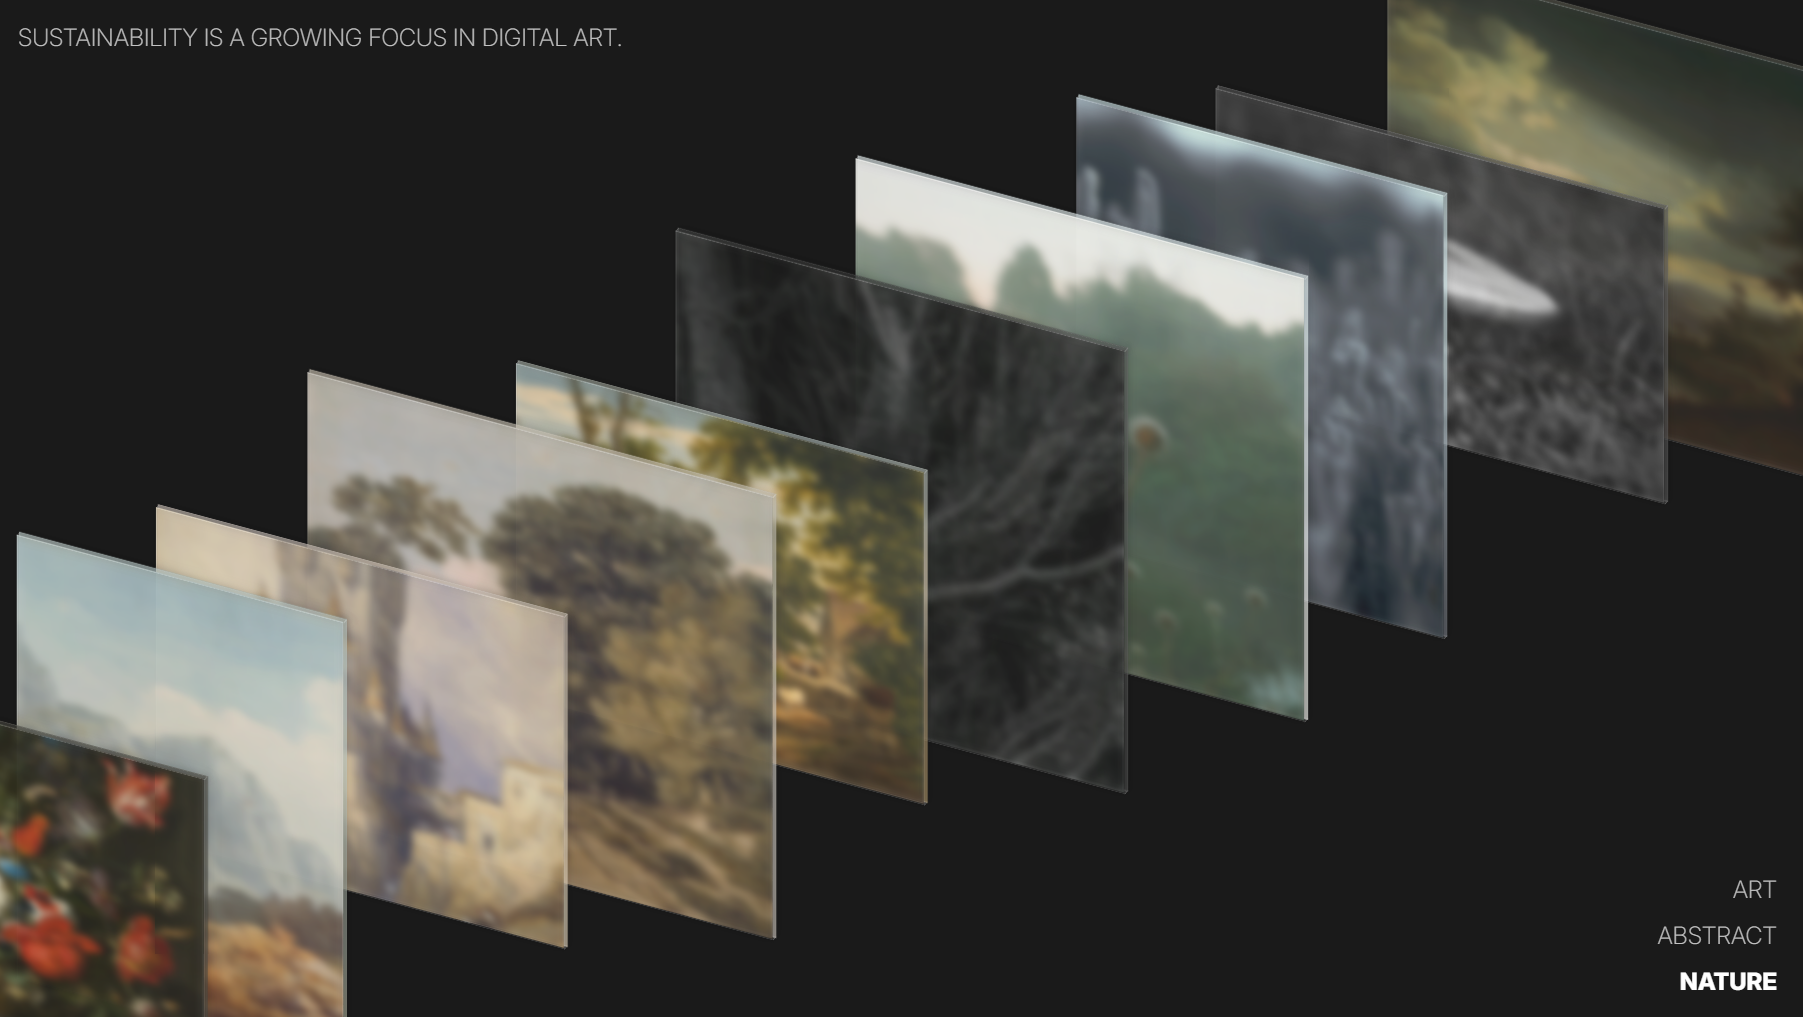 SUSTAINABILITY IS A GROWING FOCUS IN DIGITAL ART.
ART
ABSTRACT
NATURE